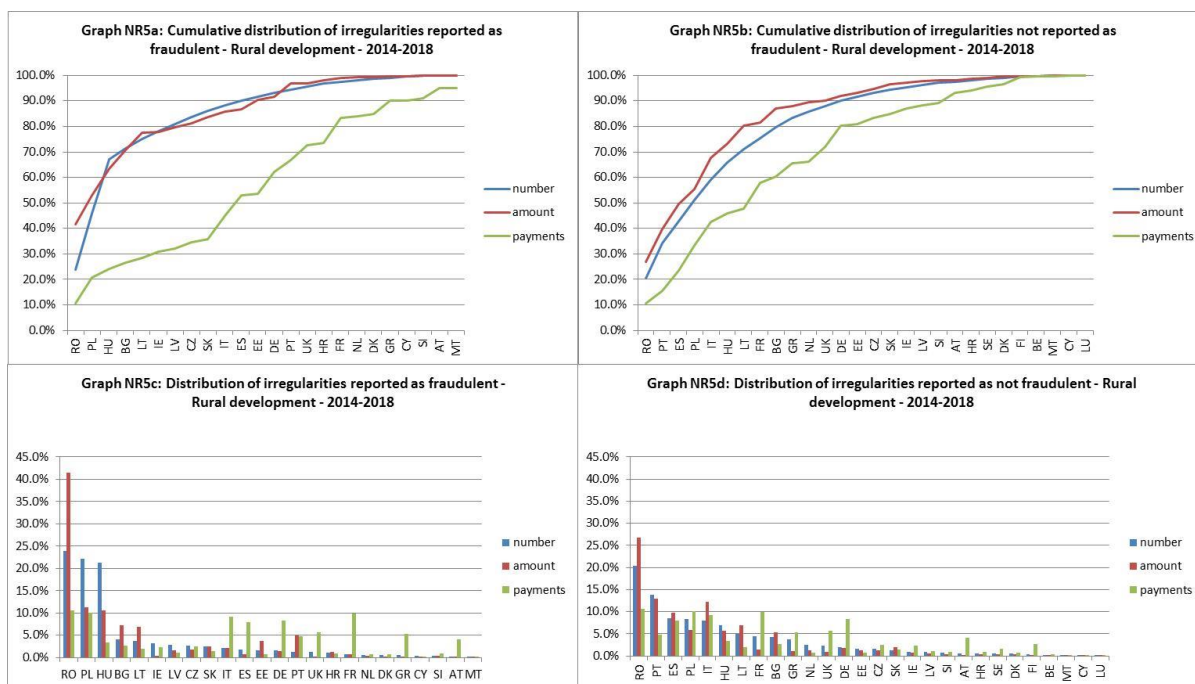 Graph NR5a: Cumulative distribution of irregularities reported as
fraudulent - Rural development - 2014-2018
100.0%
90.0%
80.0%
70.0%
60.0%
50.0%
40.0%
30.0%
20.0%
10.0%
0.0%
RO PL HU BG LT IE LV CZ SK IT ES EE DE PT UK HR FR NL DK GR CY SI AT MT
number
amount
payments
Graph NR5b: Cumulative distribution of irregularities not reported as
fraudulent - Rural development - 2014-2018
100.0%
90.0%
80.0%
70.0%
60.0%
50.0%
40.0%
30.0%
20.0%
10.0%
0.0%
RO PT ES PL IT HU LT FR BG GR NL UK DE EE CZ SK IE LV SI AT HR SE DK FI BE MT CY LU
number
amount
payments
Graph NR5c: Distribution of irregularities reported as fraudulent -
Rural development - 2014-2018
45.0%
40.0%
35.0%
30.0%
25.0%
20.0%
15.0%
10.0%
5.0%
0.0%
RO PL HU BG LT IE LV CZ SK IT ES EE DE PT UK HR FR NL DK GR CY SI AT MT
number
amount
payments
Graph NR5d: Distribution of irregularities reported as not fraudulent - Rural
development - 2014-2018
45.0%
40.0%
35.0%
30.0%
25.0%
20.0%
15.0%
10.0%
5.0%
0.0%
RO PT ES PL IT HU LT FR BG GR NL UK DE EE CZ SK IE LV SI AT HR SE DK FI BE MT CY LU
number
amount
payments